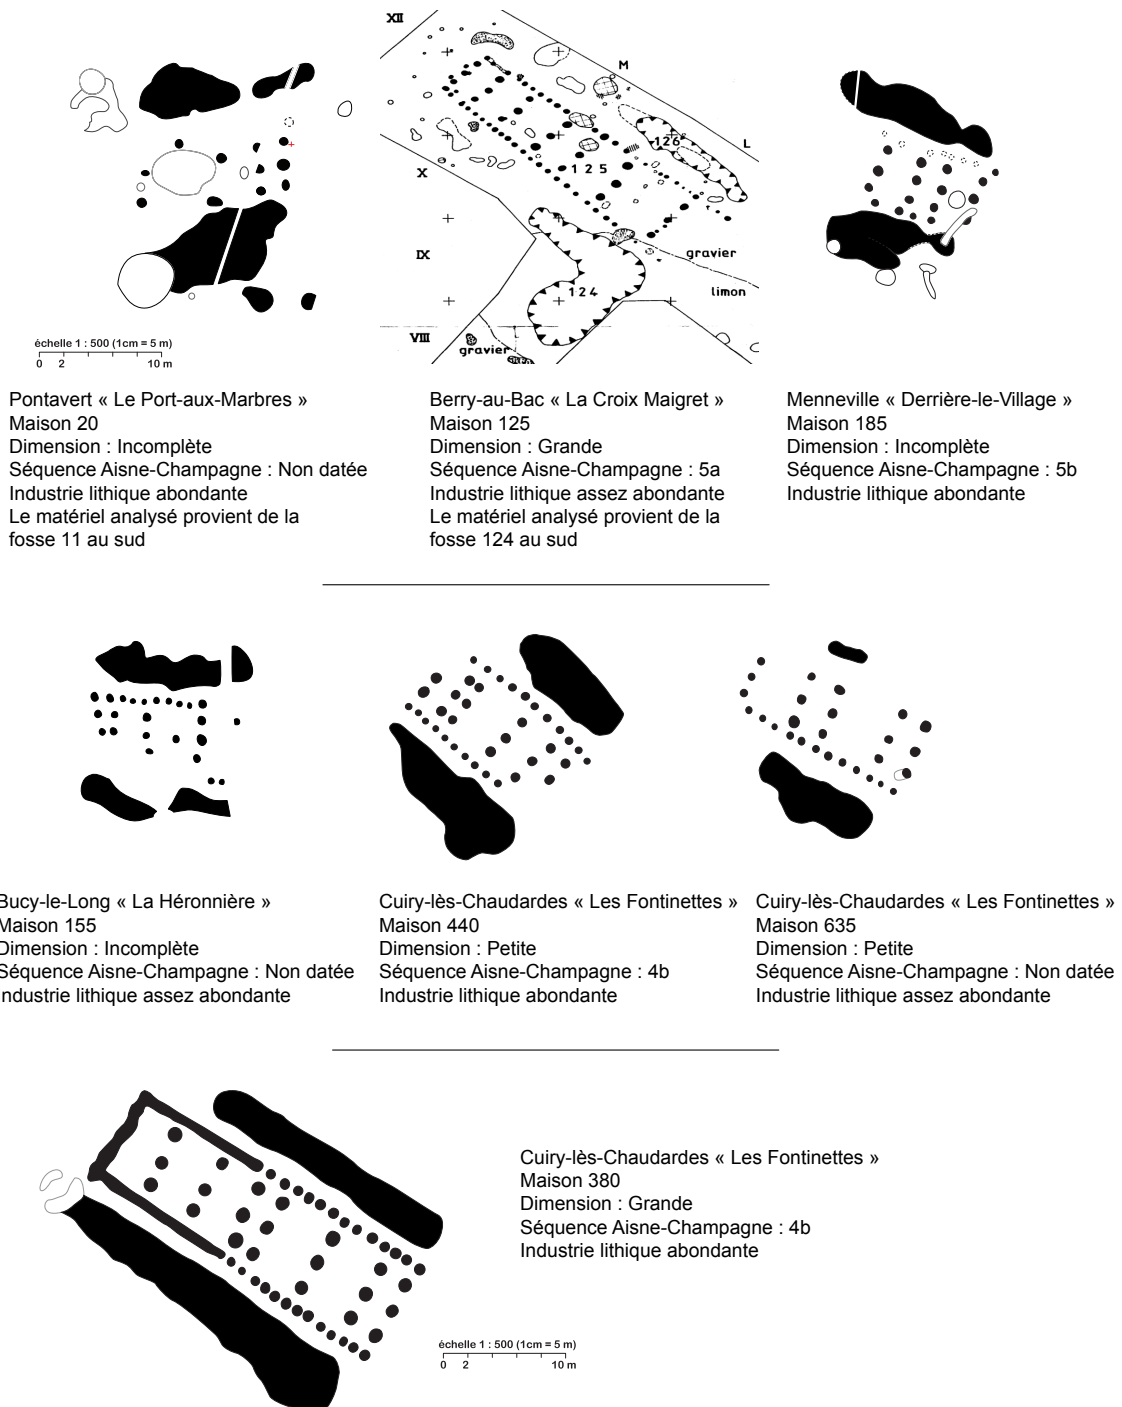 XII
M
126
L
125
X
IX
gravier
limon
124
VIII
gravier
échelle 1 : 500 (1cm = 5 m)
0 2 10 m
Pontavert « Le Port-aux-Marbres »
Maison 20
Dimension : Incomplète
Séquence Aisne-Champagne : Non datée
Industrie lithique abondante
Le matériel analysé provient de la
fosse 11 au sud
Berry-au-Bac « La Croix Maigret »
Maison 125
Dimension : Grande
Séquence Aisne-Champagne : 5a
Industrie lithique assez abondante
Le matériel analysé provient de la
fosse 124 au sud
Menneville « Derrière-le-Village »
Maison 185
Dimension : Incomplète
Séquence Aisne-Champagne : 5b
Industrie lithique abondante
Bucy-le-Long « La Héronnière »
Maison 155
Dimension : Incomplète
Séquence Aisne-Champagne : Non datée
Industrie lithique assez abondante
Cuiry-lès-Chaudardes « Les Fontinettes »
Maison 440
Dimension : Petite
Séquence Aisne-Champagne : 4b
Industrie lithique abondante
Cuiry-lès-Chaudardes « Les Fontinettes »
Maison 635
Dimension : Petite
Séquence Aisne-Champagne : Non datée
Industrie lithique assez abondante
Cuiry-lès-Chaudardes « Les Fontinettes »
Maison 380
Dimension : Grande
Séquence Aisne-Champagne : 4b
Industrie lithique abondante
échelle 1 : 500 (1cm = 5 m)
0 2 10 m